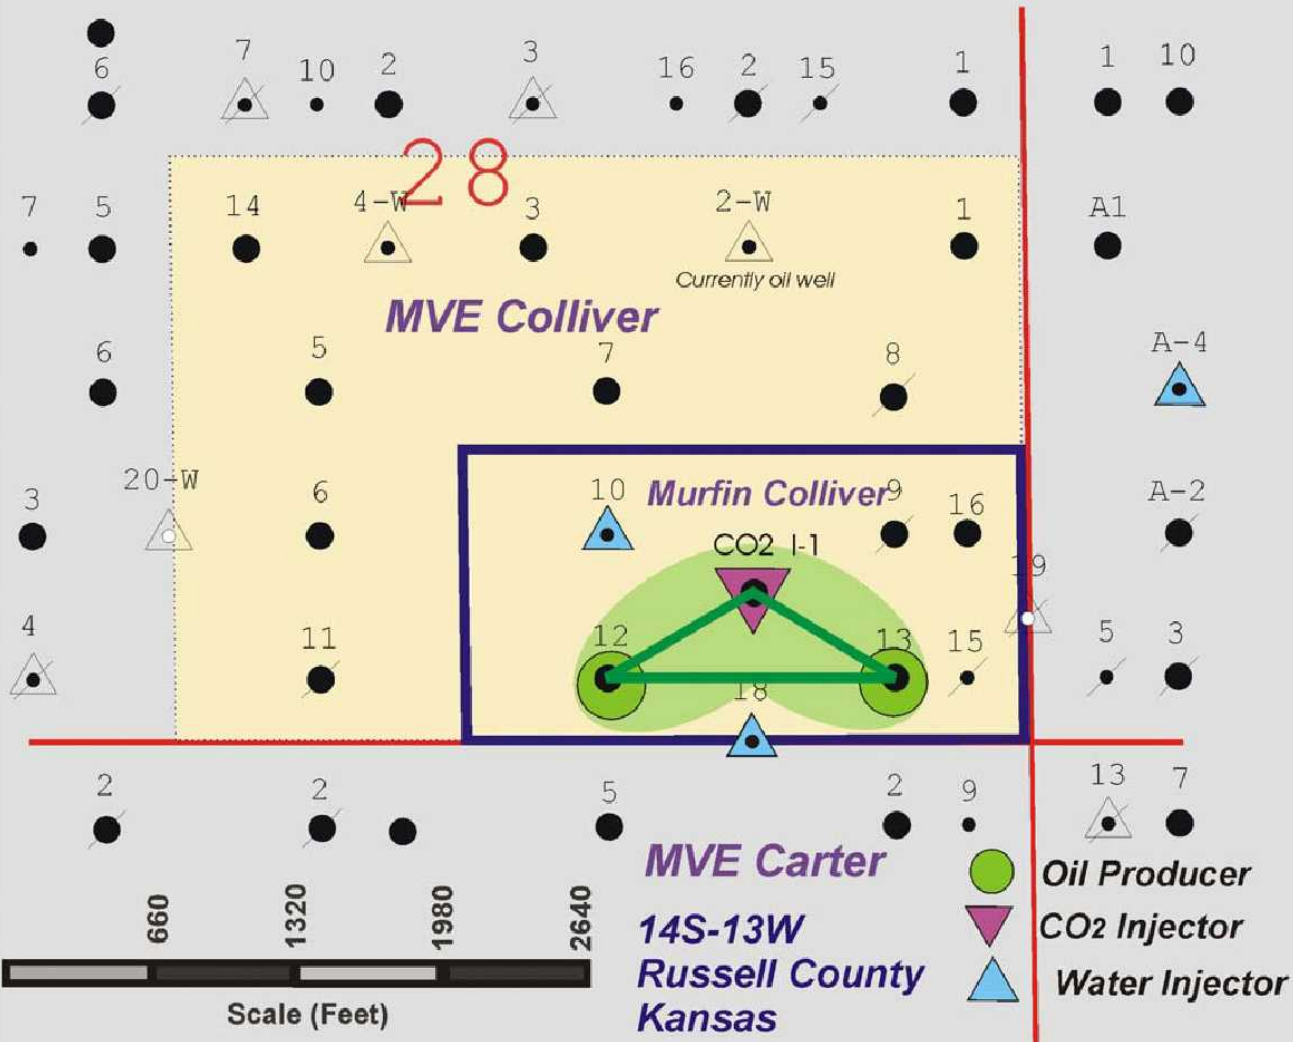 6 7 10 2 3 16 2 15 1 1 10
28
7 5 14 4-W 3 2-W 1 A1
Currently oil well
MVE Colliver
6 5 7 8 A-4
20-W
3 6 10 Murfin Colliver 9 16 A-2
CO2 I-1
19
4 11 12 13 15 5 3
18
2 2 5 2 9 13 7
MVE Carter
14S-13W
Russell County
Kansas
660 1320 1980 2640
Scale (Feet)
Oil Producer
CO2 Injector
Water Injector